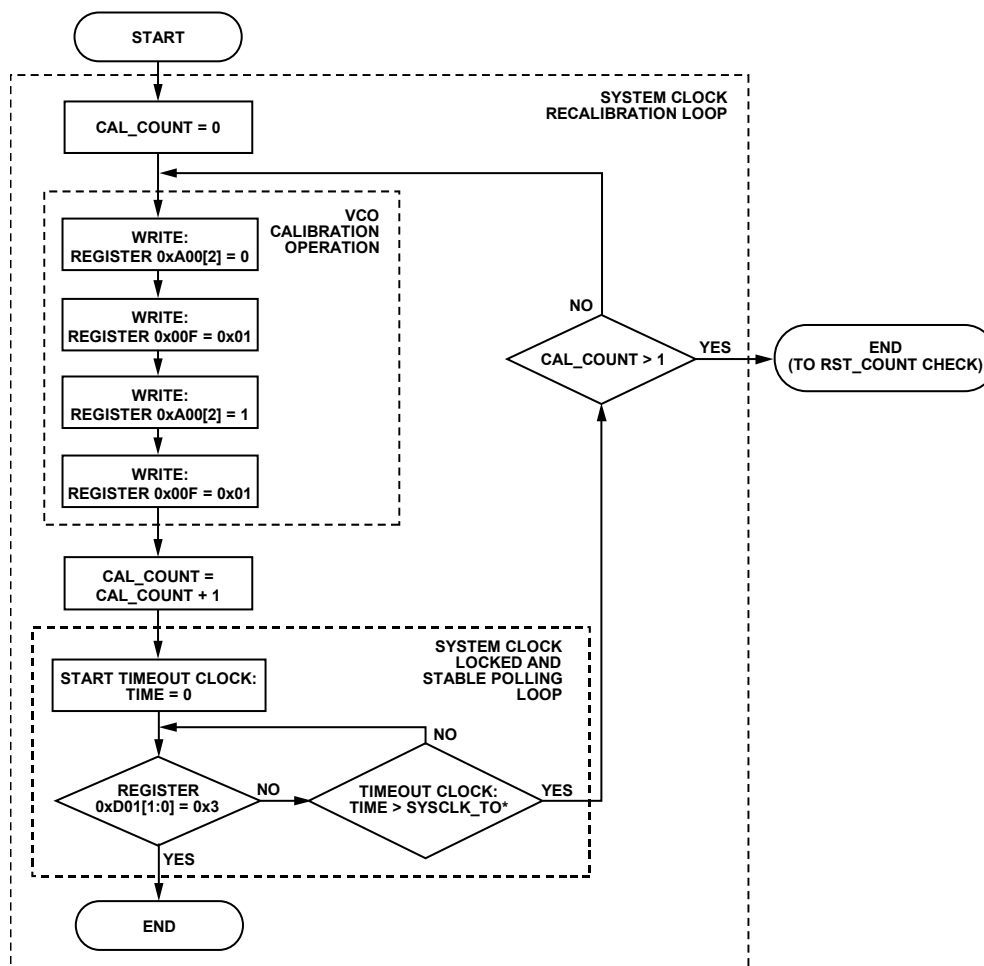 START
SYSTEM CLOCK
RECALIBRATION LOOP
CAL_COUNT = 0
VCO
CALIBRATION
OPERATION
WRITE:
REGISTER 0xA00[2] = 0
WRITE:
REGISTER 0x00F = 0x01
NO
CAL_COUNT > 1
YES
END
(TO RST_COUNT CHECK)
WRITE:
REGISTER 0xA00[2] = 1
WRITE:
REGISTER 0x00F = 0x01
CAL_COUNT =
CAL_COUNT + 1
SYSTEM CLOCK
LOCKED AND
STABLE POLLING
LOOP
START TIMEOUT CLOCK:
TIME = 0
NO
REGISTER
0xD01[1:0] = 0x3
NO
TIMEOUT CLOCK:
TIME > SYSCLK_TO*
YES
YES
END